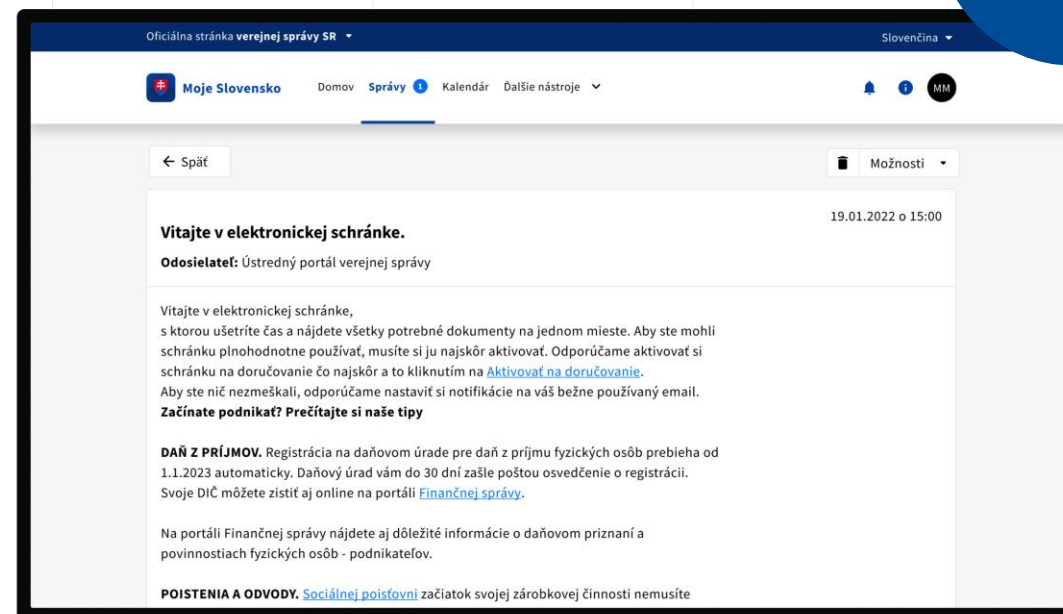 Oficiálna stránka verejnej správy SR
Slovenčina
Moje Slovensko
Domov
Správy 1
Kalendár
Ďalšie nástroje
MM
Späť
Možnosti
19.01.2022 o 15:00
Vitajte v elektronickej schránke.
Odosielateľ: Ústredný portál verejnej správy
Vitajte v elektronickej schránke,
s ktorou ušetríte čas a nájdete všetky potrebné dokumenty na jednom mieste. Aby ste mohli
schránku plnohodnotne používať, musíte si ju najskôr aktivovať. Odporúčame aktivovať si
schránku na doručovanie čo najskôr a to kliknutím na Aktivovať na doručovanie.
Aby ste nič nezmeškali, odporúčame nastaviť si notifikácie na váš bežne používaný email.
Začínate podnikať? Prečítajte si naše tipy
DAŇ Z PRÍJMOV. Registrácia na daňovom úrade pre daň z príjmu fyzických osôb prebieha od
1.1.2023 automaticky. Daňový úrad vám do 30 dní zašle poštou osvedčenie o registrácii.
Svoje DIČ môžete zistiť aj online na portáli Finančnej správy.
Na portáli Finančnej správy nájdete aj dôležité informácie o daňovom priznaní a
povinnostiach fyzických osôb - podnikateľov.
POISTENIA A ODVODY. Sociálnej poisťovni začiatok svojej zárobkovej činnosti nemusíte